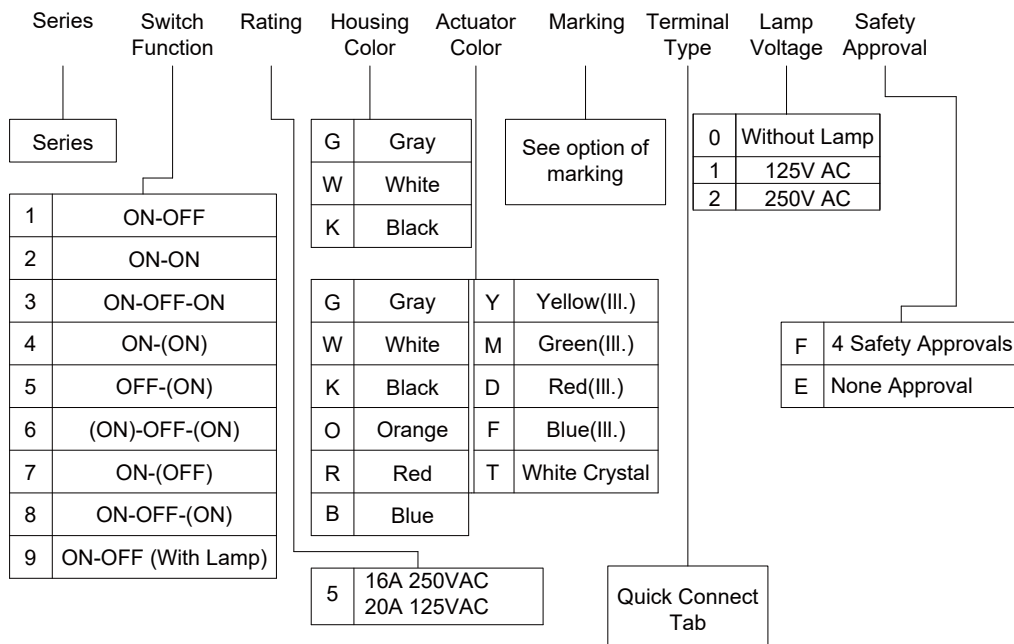 Series Switch Function Rating Housing Color Actuator Color Marking Terminal Type Lamp Voltage Safety Approval
Series
1 ON-OFF
2 ON-ON
3 ON-OFF-ON
4 ON-(ON)
5 OFF-(ON)
6 (ON)-OFF-(ON)
7 ON-(OFF)
8 ON-OFF-(ON)
9 ON-OFF (With Lamp)
5 16A 250VAC
20A 125VAC
G Gray
W White
K Black
G Gray
W White
K Black
O Orange
R Red
B Blue
Y Yellow(Ill.)
M Green(Ill.)
D Red(Ill.)
F Blue(Ill.)
T White Crystal
See option of
marking
Quick Connect
Tab
0 Without Lamp
1 125V AC
2 250V AC
F 4 Safety Approvals
E None Approval